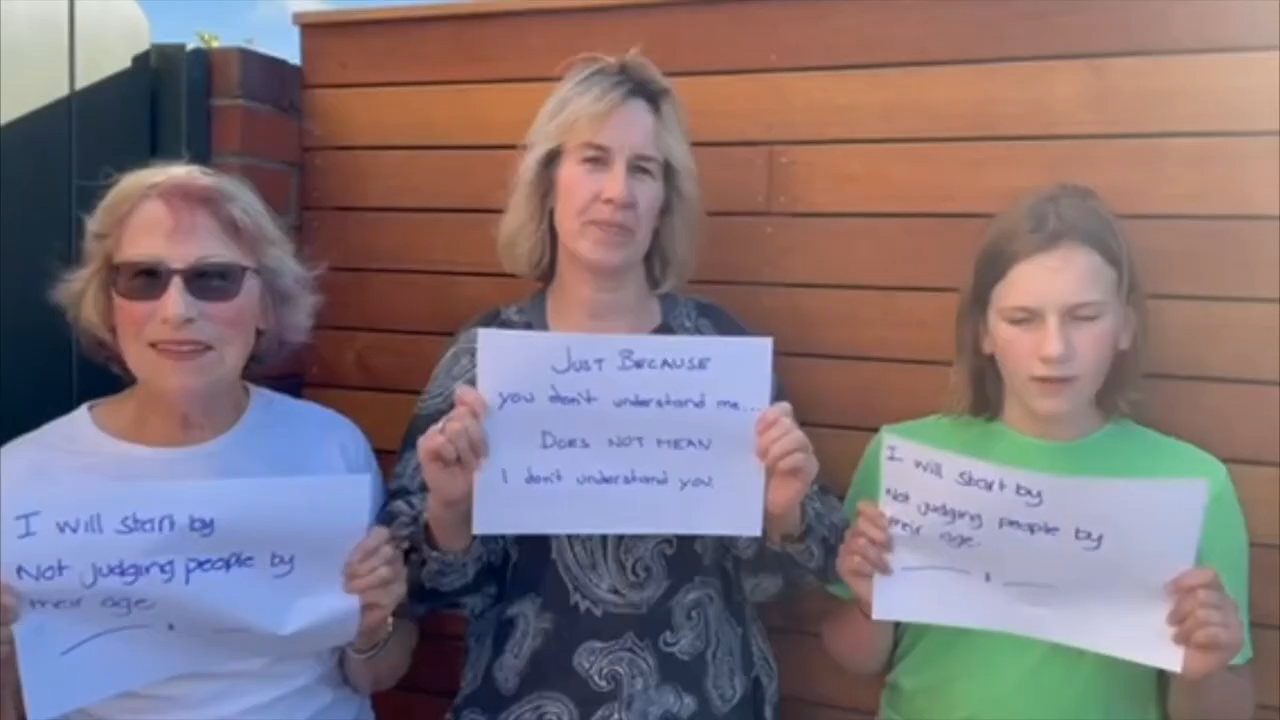 I will start by
Not judging people by
their age
JUST BECAUSE
you don't understand me...
DOES NOT MEAN
I don't understand you.
I will start by
Not judging people by
their age